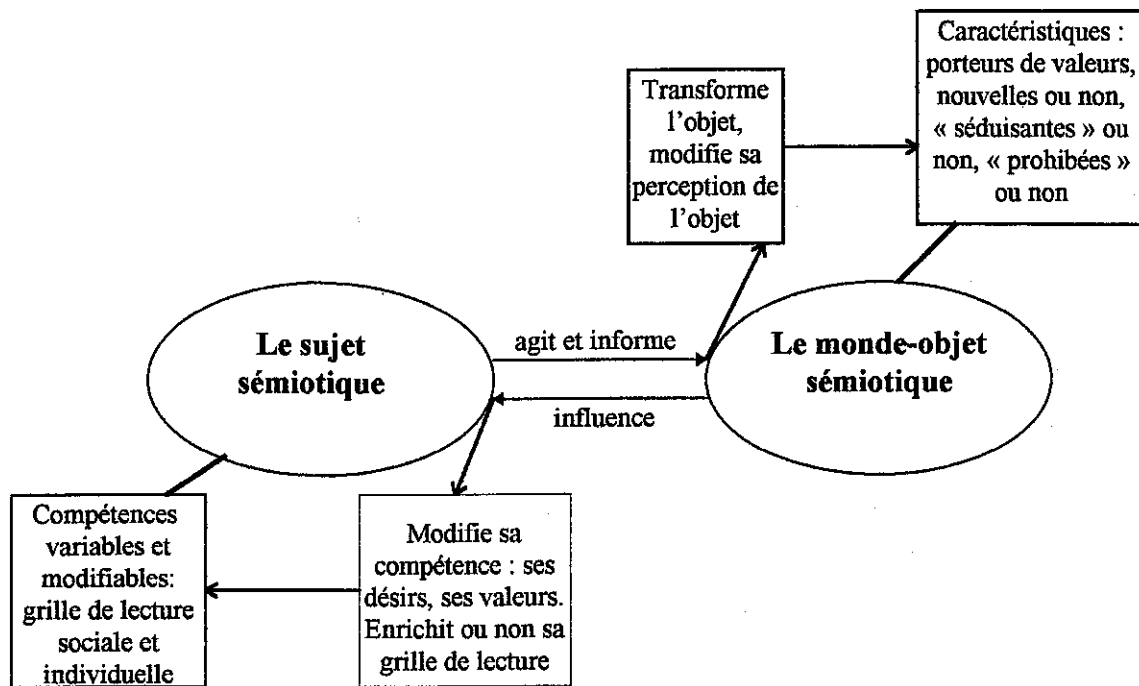 Caractéristiques :
porteurs de valeurs,
nouvelles ou non,
« séduisantes » ou
non, « prohibées »
ou non
Transforme
l'objet,
modifie sa
perception de
l'objet
Le sujet
sémiotique
agit et informe
influence
Le monde-objet
sémiotique
Compétences
variables et
modifiables:
grille de lecture
sociale et
individuelle
Modifie sa
compétence : ses
désirs, ses valeurs.
Enrichit ou non sa
grille de lecture